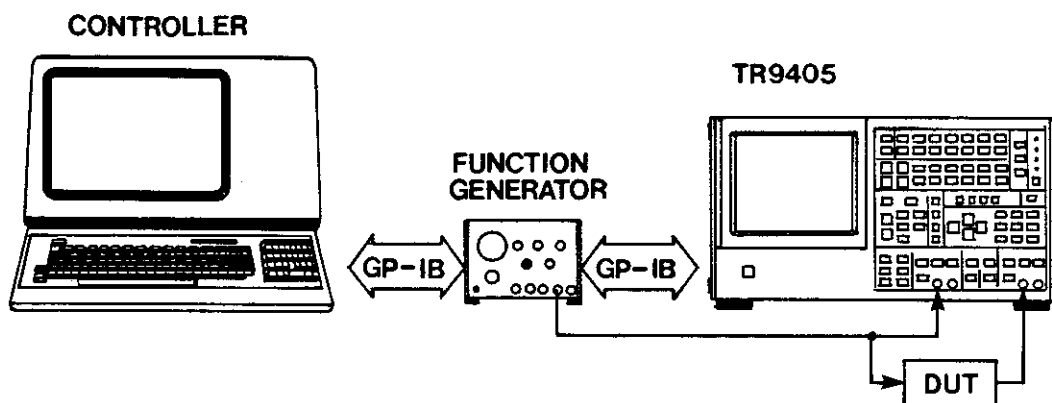 CONTROLLER
TR9405
FUNCTION
GENERATOR
GP-IB
GP-IB
DUT